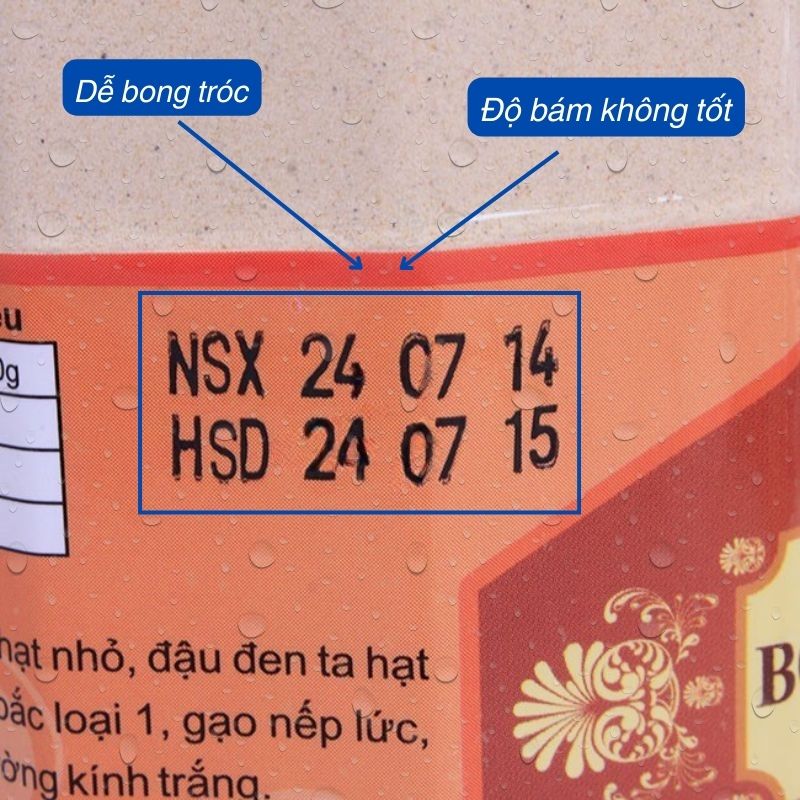 Dễ bong tróc
Độ bám không tốt
NSX 24 07 14
HSD 24 07 15
hạt nhỏ, đậu đen ta hạt
loại 1, gạo nếp lức,
kính trắng.